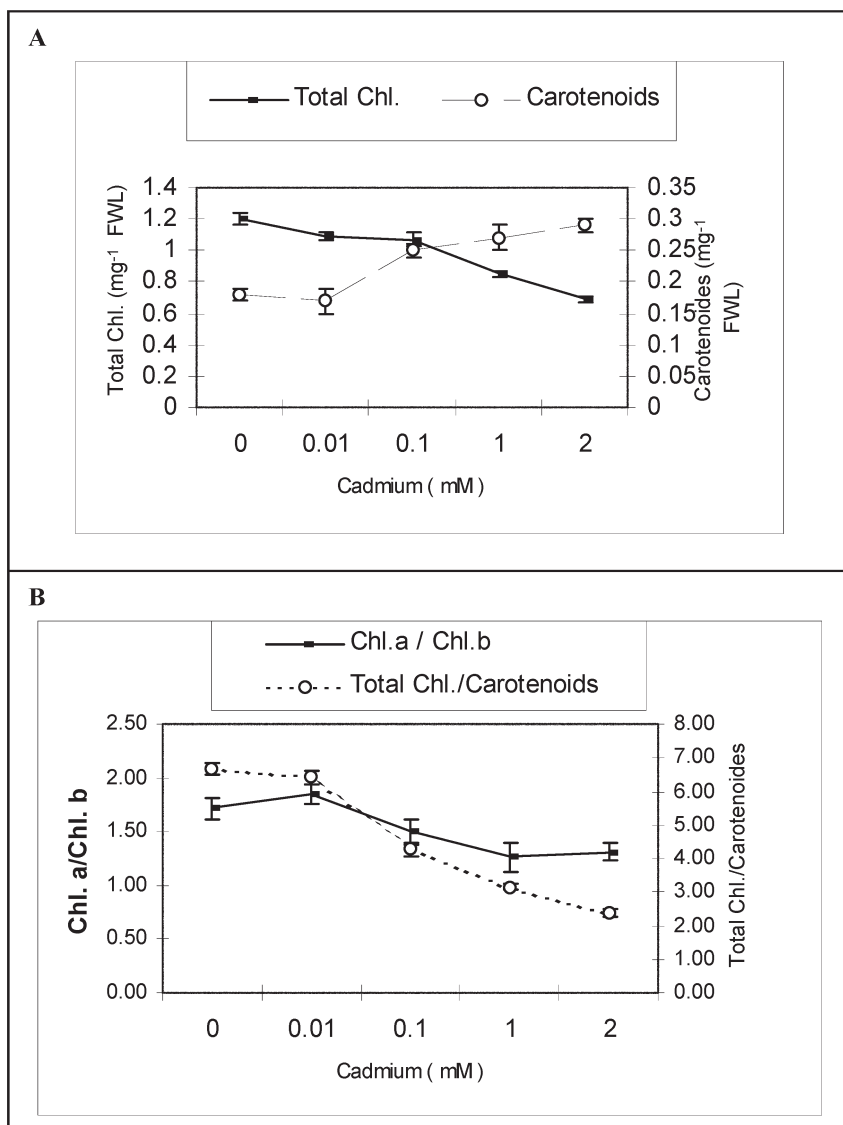 A
Total Chl. Carotenoids
Total Chl. (mg-1 FWL)
1.4
1.2
1
0.8
0.6
0.4
0.2
0
0.35
0.3
0.25
0.2
0.15
0.1
0.05
0
Carotenoides (mg-1
FWL)
0 0.01 0.1 1 2
Cadmium ( mM)
B
Chl.a / Chl.b
Total Chl./Carotenoids
Chl. a/Chl. b
2.50
2.00
1.50
1.00
0.50
0.00
8.00
7.00
6.00
5.00
4.00
3.00
2.00
1.00
0.00
Total Chl./Carotenoides
0 0.01 0.1 1 2
Cadmium ( mM)